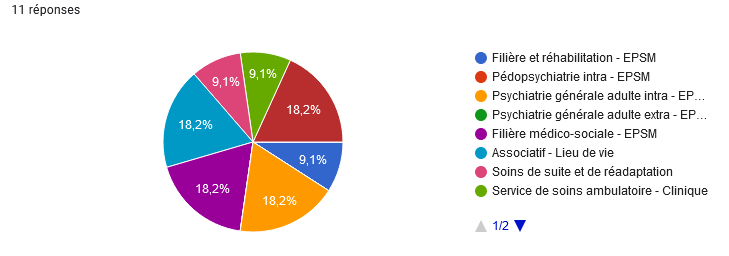 11 réponses
9,1%
18,2%
18,2%
9,1%
18,2%
18,2%
9,1%
Filière et réhabilitation - EPSM
Pédopsychiatrie intra - EPSM
Psychiatrie générale adulte intra - EP…
Psychiatrie générale adulte extra - EP…
Filière médico-sociale - EPSM
Associatif - Lieu de vie
Soins de suite et de réadaptation
Service de soins ambulatoire - Clinique
1/2